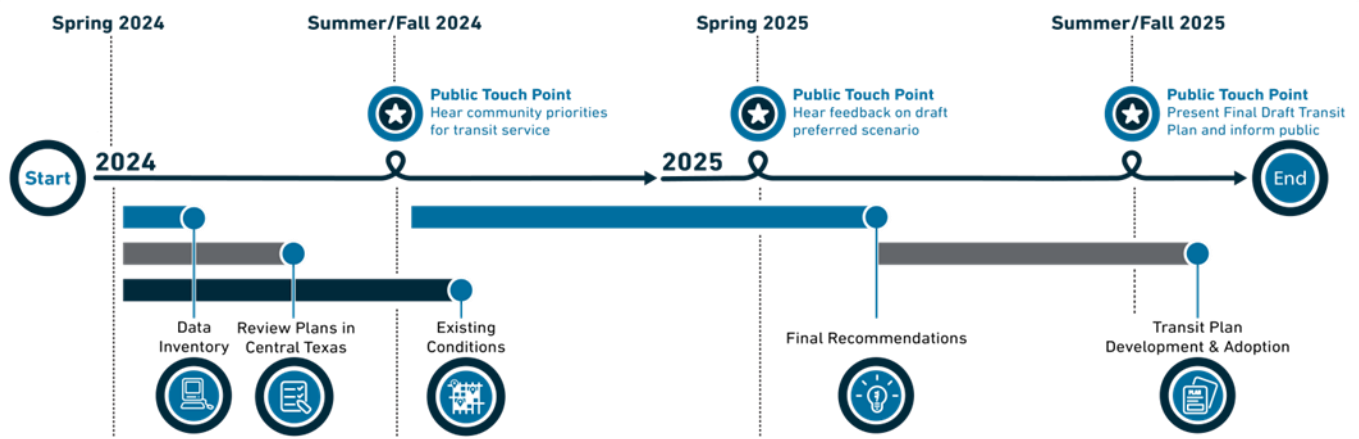 Spring 2024
Summer/Fall 2024
Spring 2025
Summer/Fall 2025
Public Touch Point
Hear community priorities
for transit service
Public Touch Point
Hear feedback on draft
preferred scenario
Public Touch Point
Present Final Draft Transit
Plan and inform public
Start
2024
2025
End
Data
Inventory
Review Plans in
Central Texas
Existing
Conditions
Final Recommendations
Transit Plan
Development & Adoption
PLAN